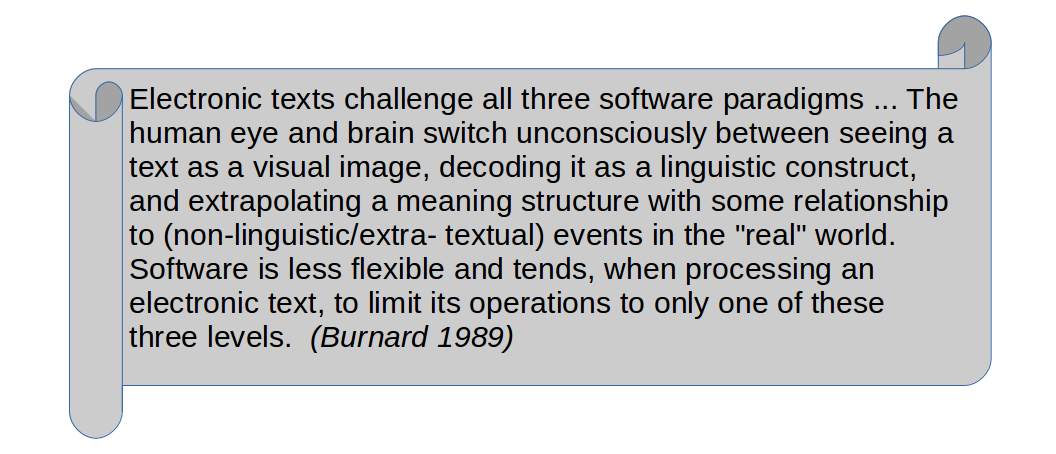 Electronic texts challenge all three software paradigms ... The
human eye and brain switch unconsciously between seeing a
text as a visual image, decoding it as a linguistic construct,
and extrapolating a meaning structure with some relationship
to (non-linguistic/extra- textual) events in the "real" world.
Software is less flexible and tends, when processing an
electronic text, to limit its operations to only one of these
three levels.  (Burnard 1989)